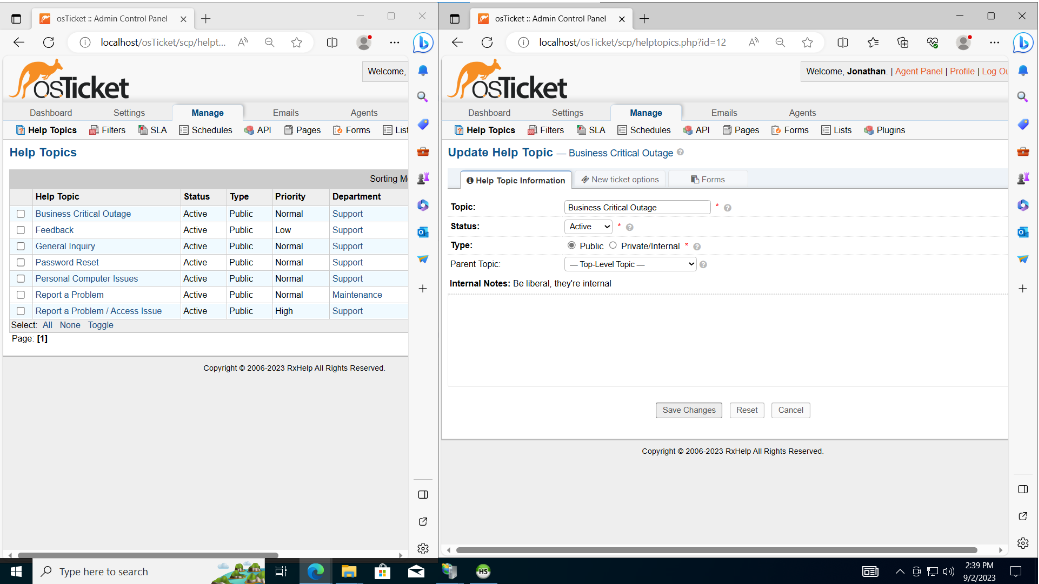 osTicket :: Admin Control Panel
localhost/osTicket/scp/helpt...
osTicket
Welcome,
Dashboard Settings Manage Emails Agents
Help Topics Filters SLA Schedules API Pages Forms List
Help Topics
Sorting M
Help Topic Status Type Priority Department
Business Critical Outage Active Public Normal Support
Feedback Active Public Low Support
General Inquiry Active Public Normal Support
Password Reset Active Public Normal Support
Personal Computer Issues Active Public Normal Support
Report a Problem Active Public Normal Maintenance
Report a Problem / Access Issue Active Public High Support
Select: All None Toggle
Page: [1]
Copyright © 2006-2023 RxHelp All Rights Reserved.
osTicket :: Admin Control Panel
localhost/osTicket/scp/helptopics.php?id=12
osTicket
Welcome, Jonathan | Agent Panel | Profile | Log Ou
Dashboard Settings Manage Emails Agents
Help Topics Filters SLA Schedules API Pages Forms Lists Plugins
Update Help Topic — Business Critical Outage
Help Topic Information New ticket options Forms
Topic: Business Critical Outage *
Status: Active *
Type: Public Private/Internal *
Parent Topic: — Top-Level Topic —
Internal Notes: Be liberal, they're internal
Save Changes Reset Cancel
Copyright © 2006-2023 RxHelp All Rights Reserved.
Type here to search
HS
2:39 PM
9/2/2023